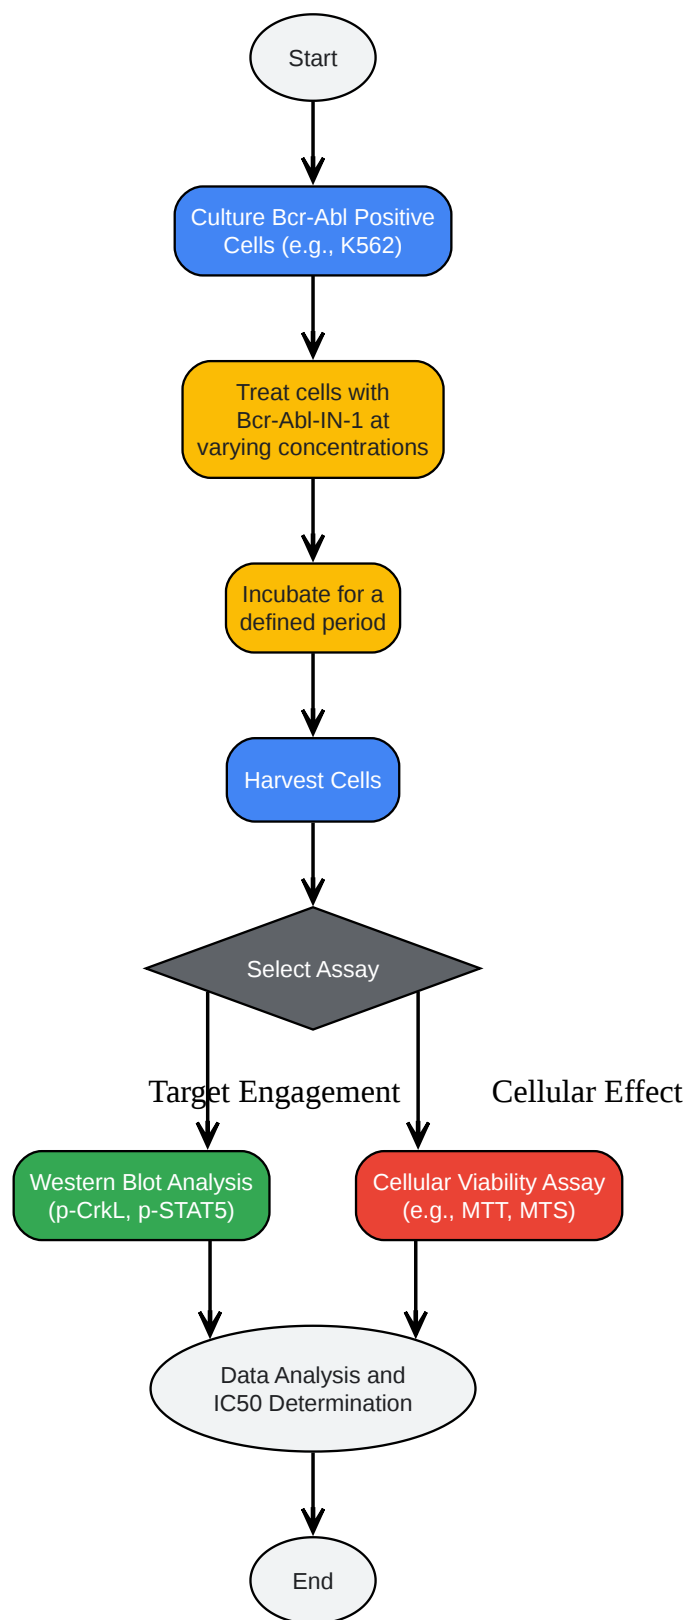 Start
Culture Bcr-Abl Positive
Cells (e.g., K562)
Treat cells with
Bcr-Abl-IN-1 at
varying concentrations
Incubate for a
defined period
Harvest Cells
Select Assay
Target Engagement
Cellular Effect
Western Blot Analysis
(p-CrkL, p-STAT5)
Cellular Viability Assay
(e.g., MTT, MTS)
Data Analysis and
IC50 Determination
End